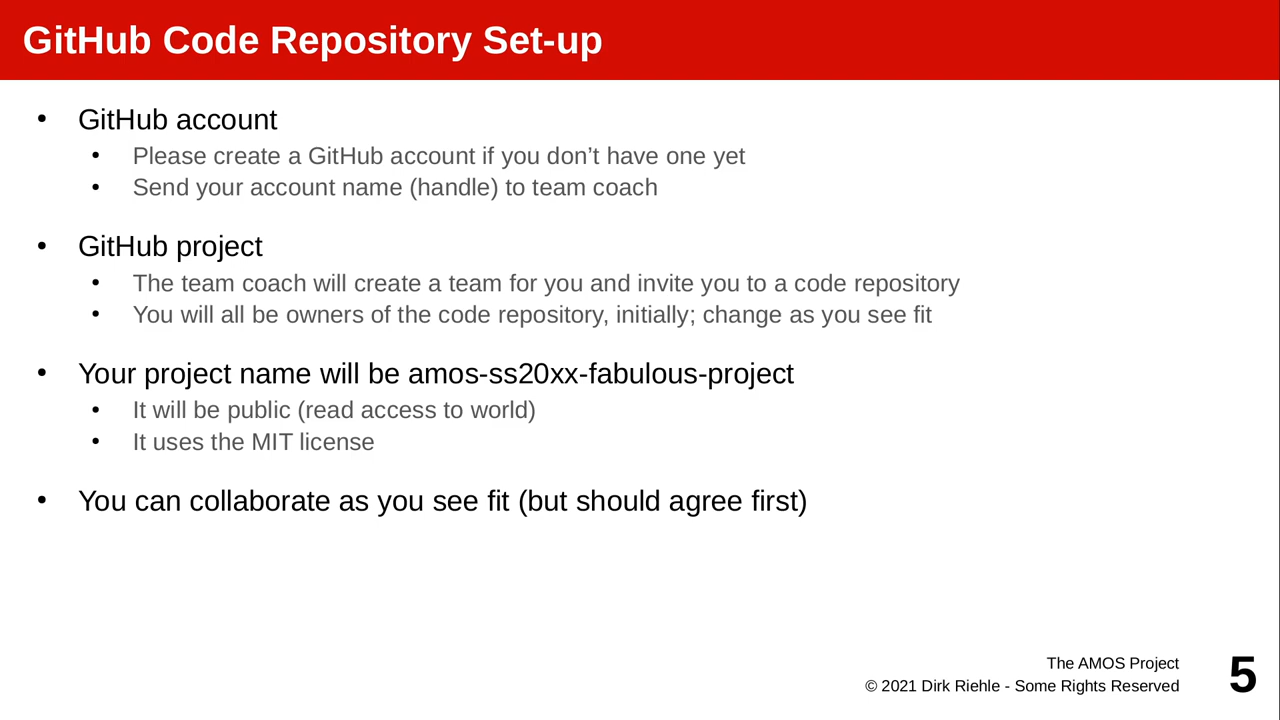 GitHub Code Repository Set-up
• GitHub account
• Please create a GitHub account if you don’t have one yet
• Send your account name (handle) to team coach
• GitHub project
• The team coach will create a team for you and invite you to a code repository
• You will all be owners of the code repository, initially; change as you see fit
• Your project name will be amos-ss20xx-fabulous-project
• It will be public (read access to world)
• It uses the MIT license
• You can collaborate as you see fit (but should agree first)
The AMOS Project
© 2021 Dirk Riehle - Some Rights Reserved
5